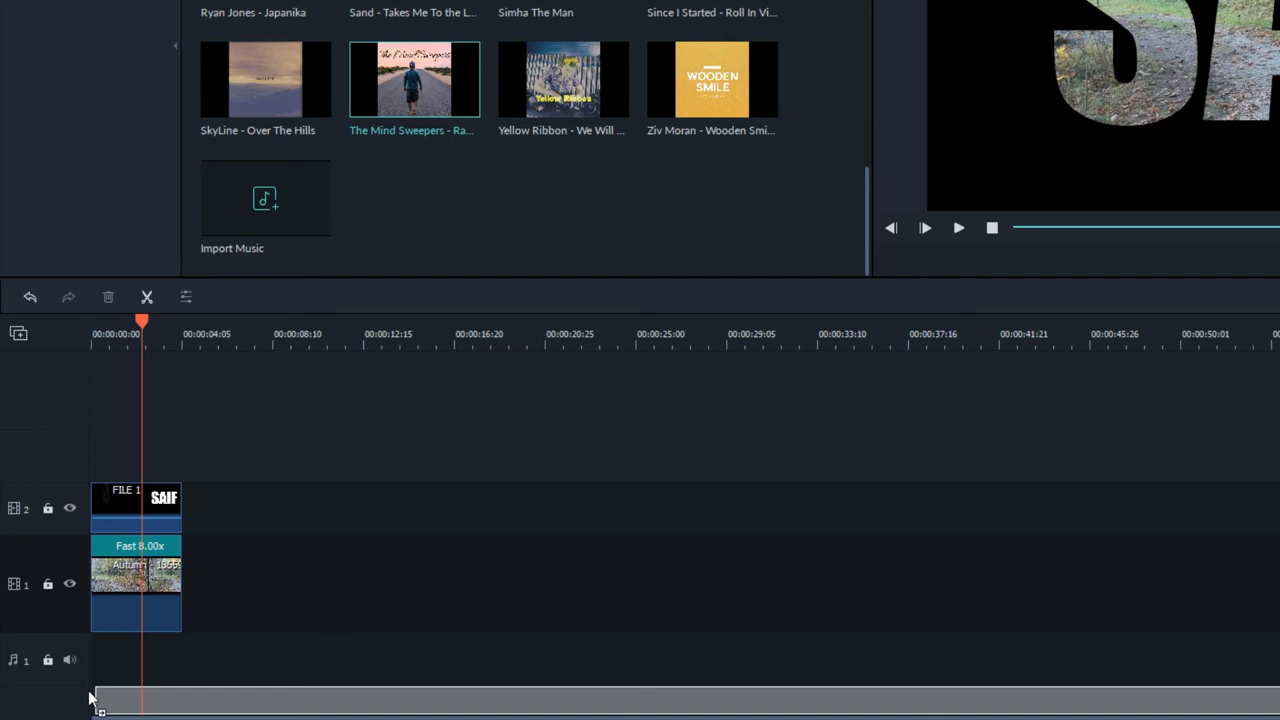 Ryan Jones - Japanika
Sand - Takes Me To the L...
Simha The Man
Since I Started - Roll In Vi...
Yellow Ribbon
WOODEN
SMILE
SkyLine - Over The Hills
The Mind Sweepers - Ra...
Yellow Ribbon - We Will ...
Ziv Moran - Wooden Smi...
Import Music
00:00:00:00
00:00:04:05
00:00:08:10
00:00:12:15
00:00:16:20
00:00:20:25
00:00:25:00
00:00:29:05
00:00:33:10
00:00:37:16
00:00:41:21
00:00:45:26
00:00:50:01
FILE 1
SAIF
2
Fast 8.00x
1
1